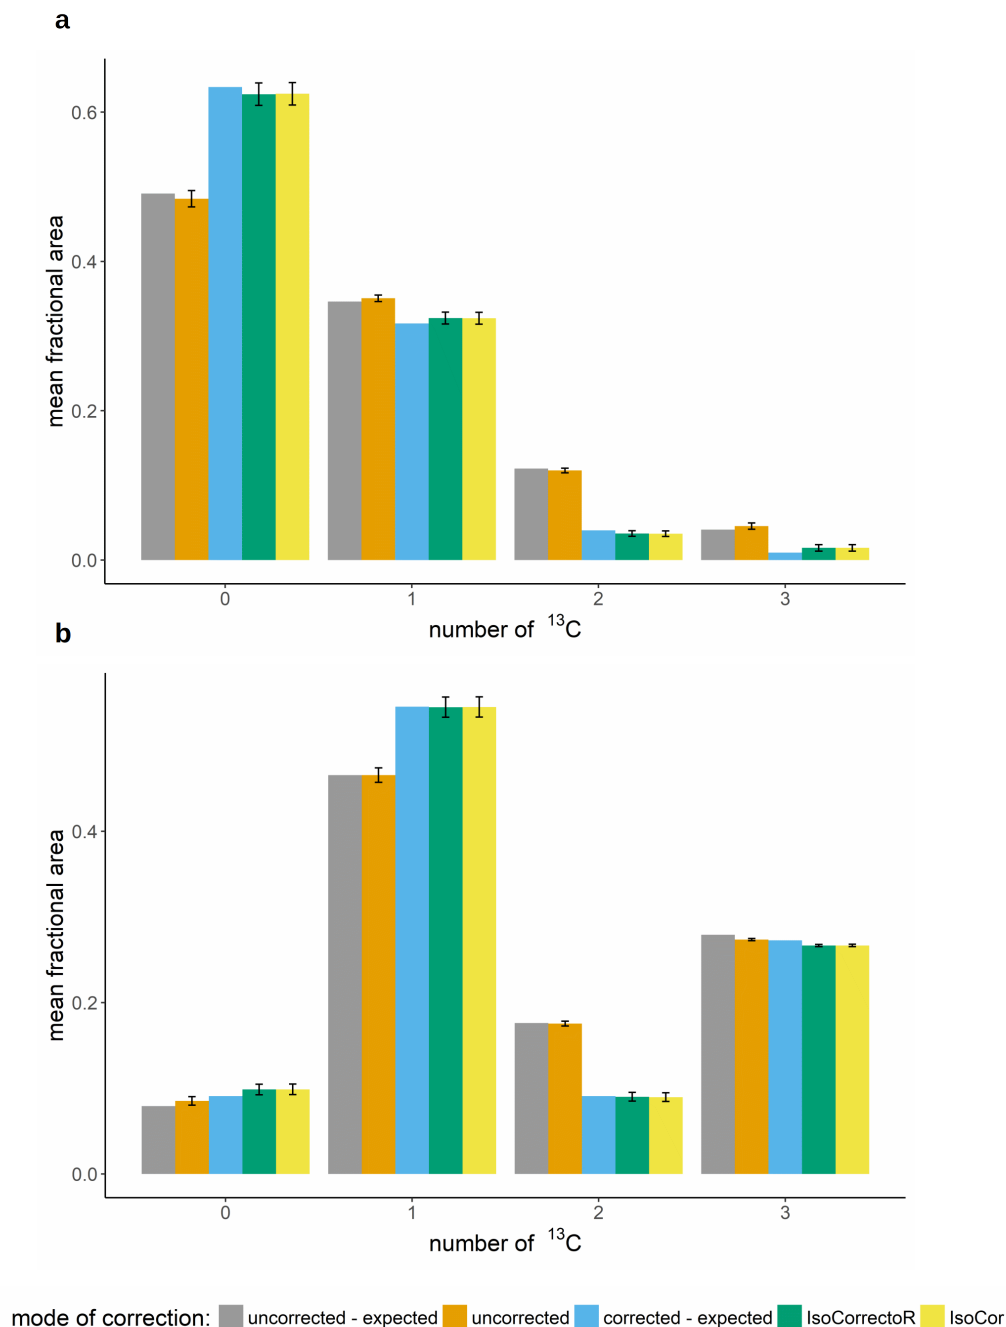 a
mean fractional area
0.6
0.4
0.2
0.0
0 1 2 3
number of ¹³C
b
mean fractional area
0.4
0.2
0.0
0 1 2 3
number of ¹³C
mode of correction: uncorrected - expected uncorrected corrected - expected IsoCorrectoR IsoCor